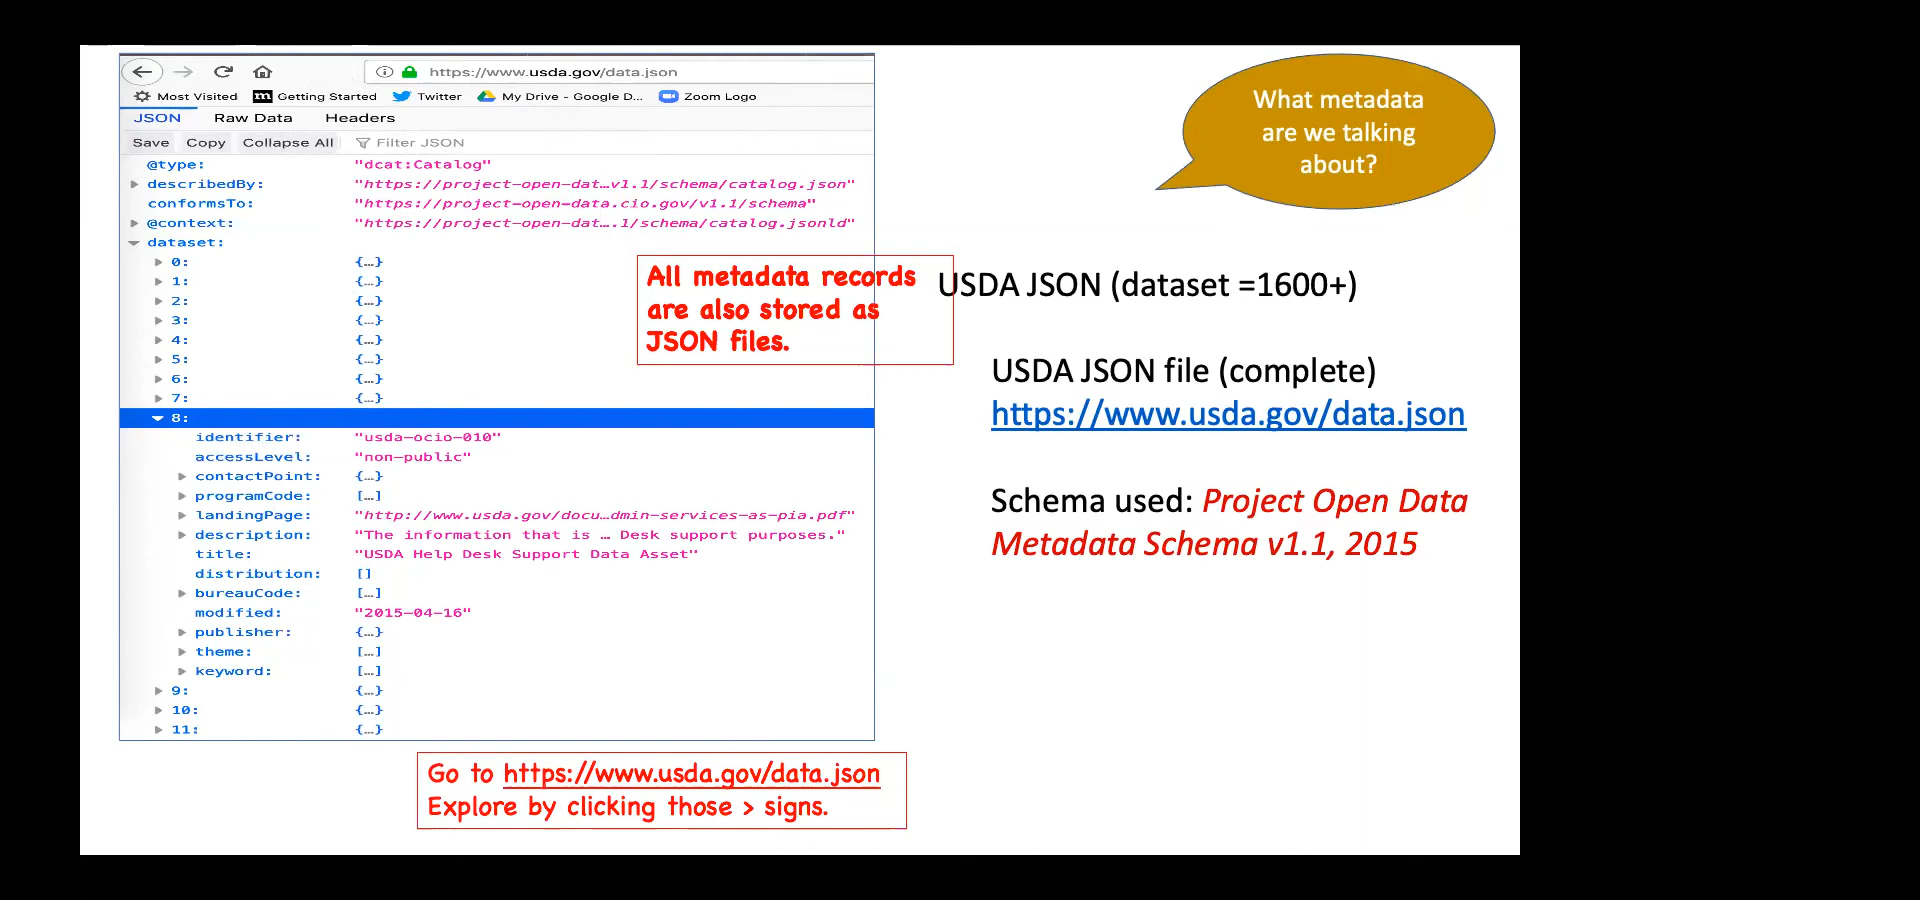 https://www.usda.gov/data.json
Most Visited m Getting Started Twitter My Drive - Google D... Zoom Logo
JSON Raw Data Headers
Save Copy Collapse All Filter JSON
@type: "dcat:Catalog"
describedBy: "https://project-open-dat…v1.1/schema/catalog.json"
conformsTo: "https://project-open-data.cio.gov/v1.1/schema"
@context: "https://project-open-dat….1/schema/catalog.jsonld"
dataset:
0: {…}
1: {…}
2: {…}
3: {…}
4: {…}
5: {…}
6: {…}
7: {…}
8:
identifier: "usda-ocio-010"
accessLevel: "non-public"
contactPoint: {…}
programCode: […]
landingPage: "http://www.usda.gov/docu…dmin-services-as-pia.pdf"
description: "The information that is … Desk support purposes."
title: "USDA Help Desk Support Data Asset"
distribution: []
bureauCode: […]
modified: "2015-04-16"
publisher: {…}
theme: […]
keyword: […]
9: {…}
10: {…}
11: {…}
All metadata records
are also stored as
JSON files.
Go to https://www.usda.gov/data.json
Explore by clicking those > signs.
What metadata
are we talking
about?
USDA JSON (dataset =1600+)
USDA JSON file (complete)
https://www.usda.gov/data.json
Schema used: Project Open Data
Metadata Schema v1.1, 2015